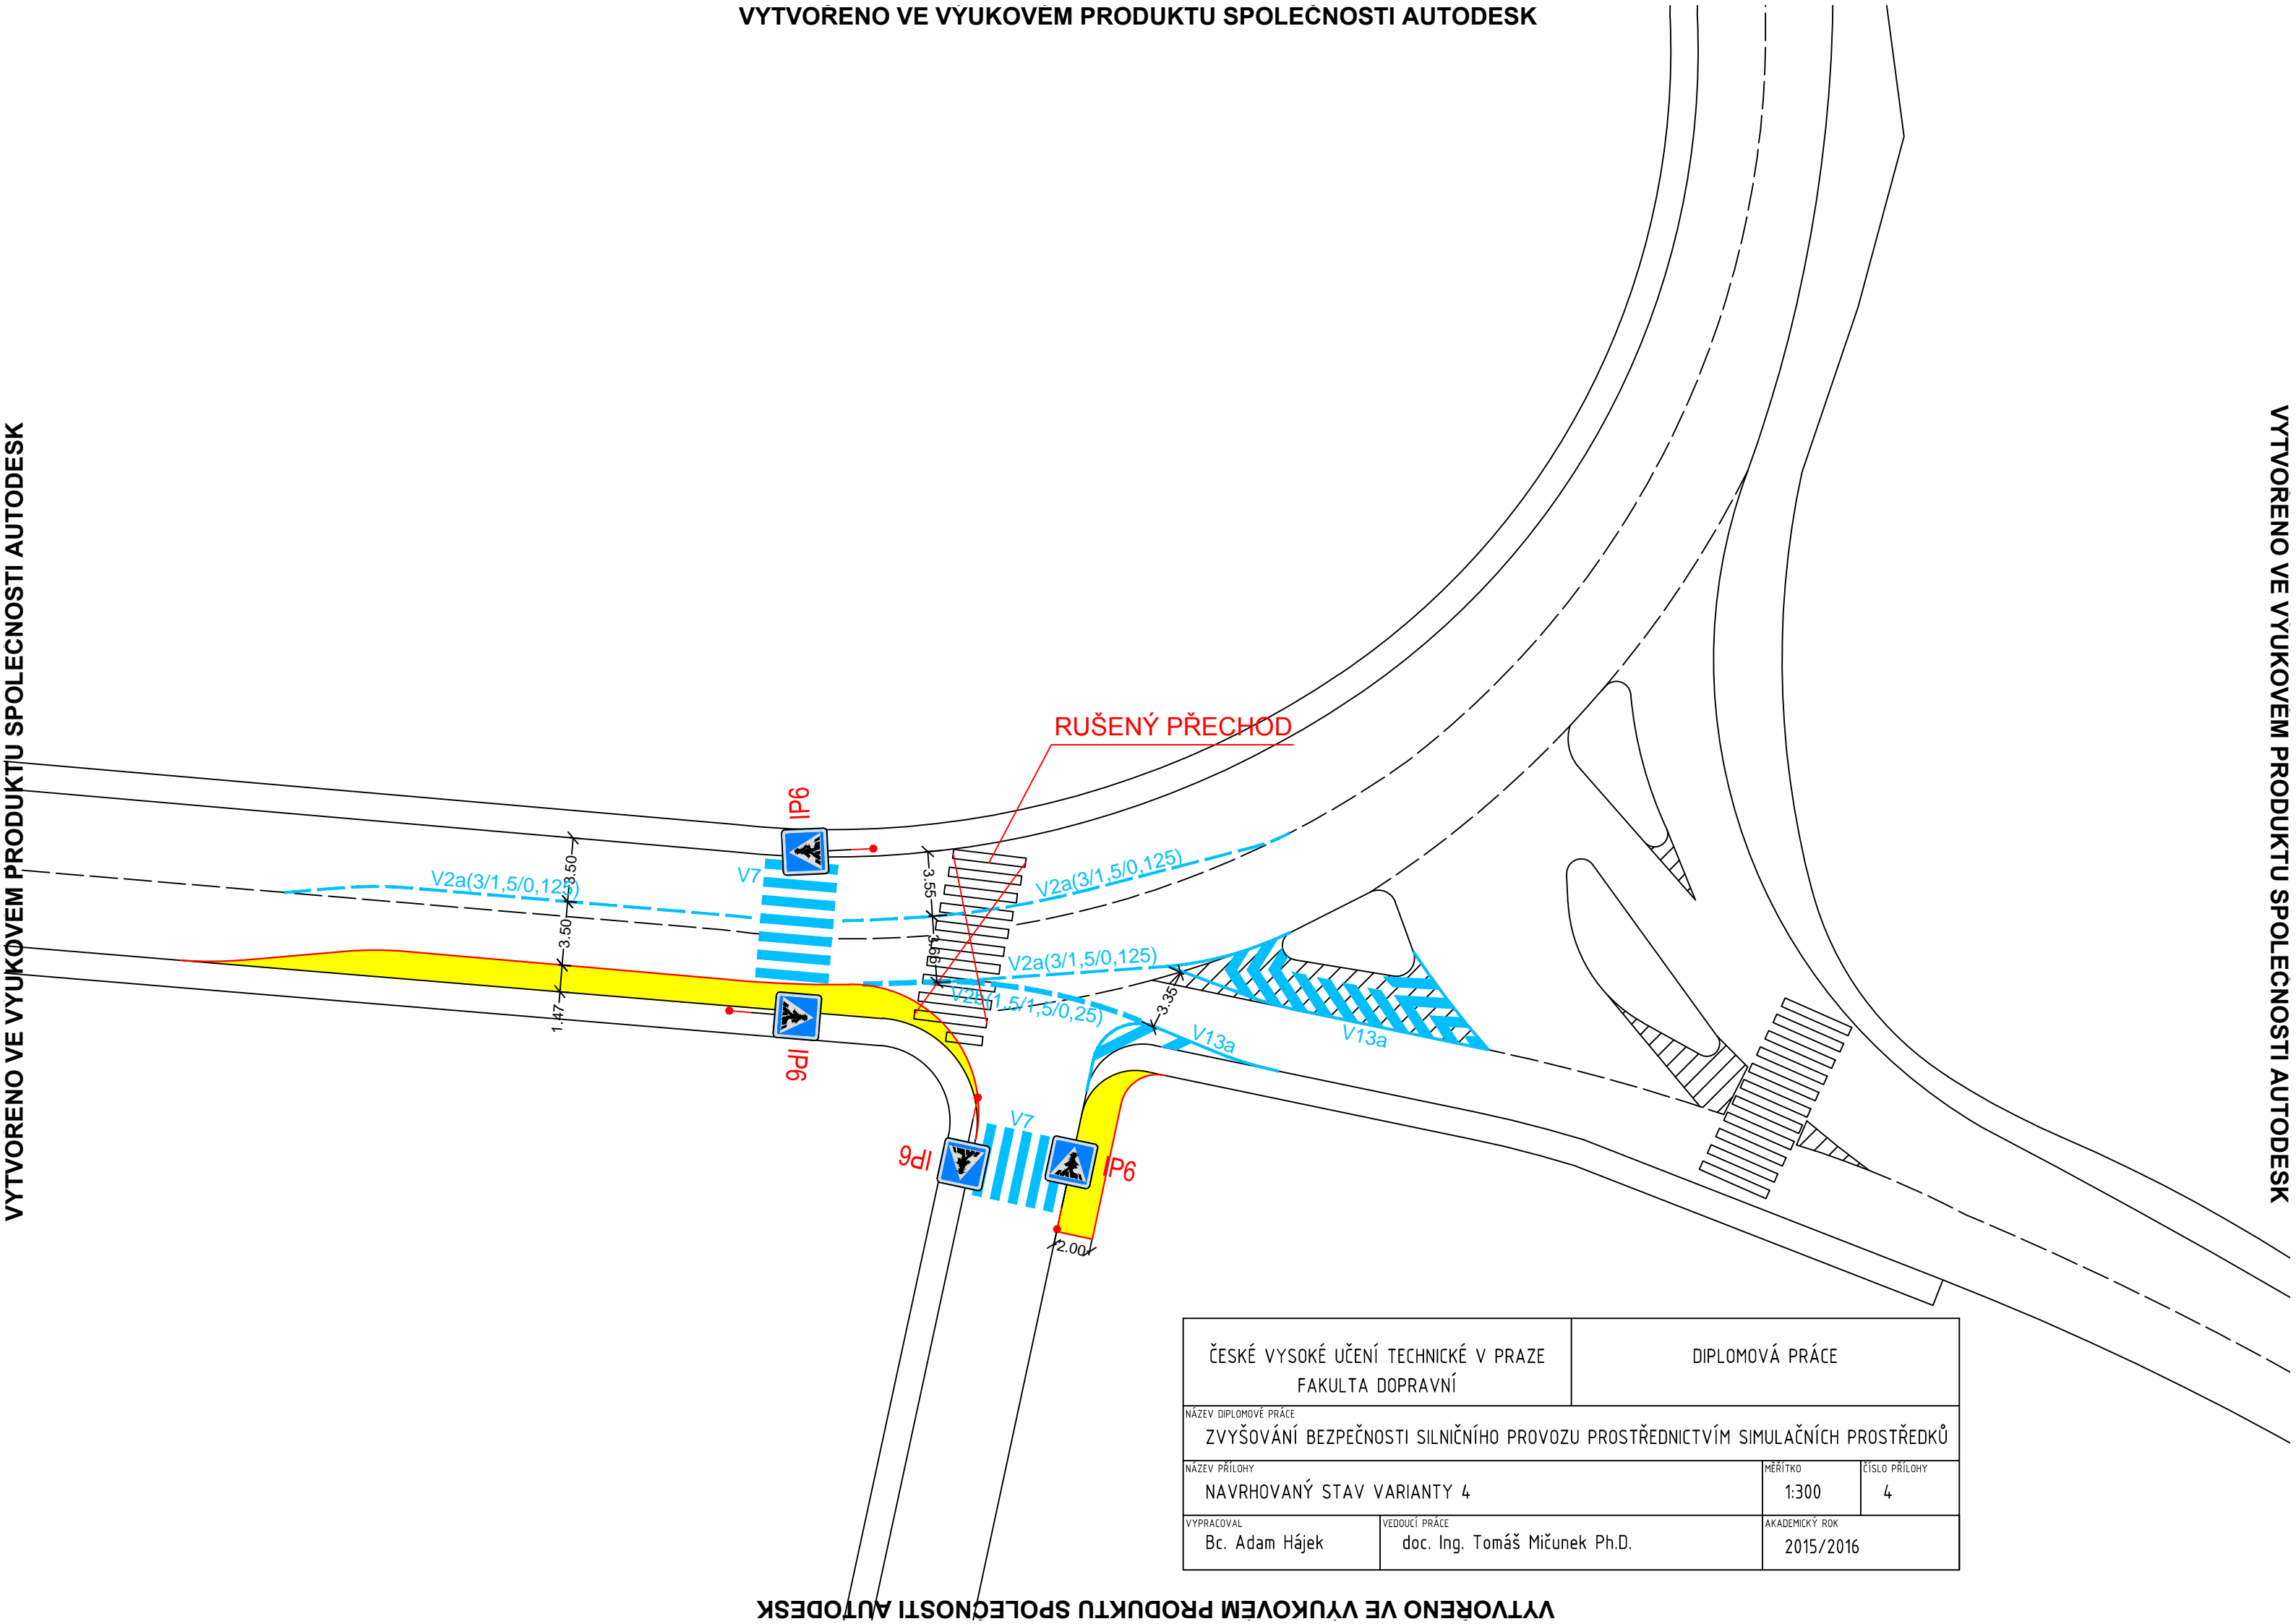 VYTVOŘENO VE VÝUKOVÉM PRODUKTU SPOLEČNOSTI AUTODESK
VYTVOŘENO VE VÝUKOVÉM PRODUKTU SPOLEČNOSTI AUTODESK
VYTVOŘENO VE VÝUKOVÉM PRODUKTU SPOLEČNOSTI AUTODESK
RUŠENÝ PŘECHOD
IP6
3.50
V2a(3/1,5/0,125)
V7
3.55
V2a(3/1,5/0,125)
3.50
3.69
V2a(3/1,5/0,125)
V2b(1,5/1,5/0,25)
3.35
1.47
V13a
V13a
IP6
V7
IP6
IP6
2.00
ČESKÉ VYSOKÉ UČENÍ TECHNICKÉ V PRAZE
FAKULTA DOPRAVNÍ
DIPLOMOVÁ PRÁCE
NÁZEV DIPLOMOVÉ PRÁCE
ZVYŠOVÁNÍ BEZPEČNOSTI SILNIČNÍHO PROVOZU PROSTŘEDNICTVÍM SIMULAČNÍCH PROSTŘEDKŮ
NÁZEV PŘÍLOHY
NAVRHOVANÝ STAV VARIANTY 4
MĚŘÍTKO
1:300
ČÍSLO PŘÍLOHY
4
VYPRACOVAL
Bc. Adam Hájek
VEDOUCÍ PRÁCE
doc. Ing. Tomáš Mičunek Ph.D.
AKADEMICKÝ ROK
2015/2016
VYTVOŘENO VE VÝUKOVÉM PRODUKTU SPOLEČNOSTI AUTODESK